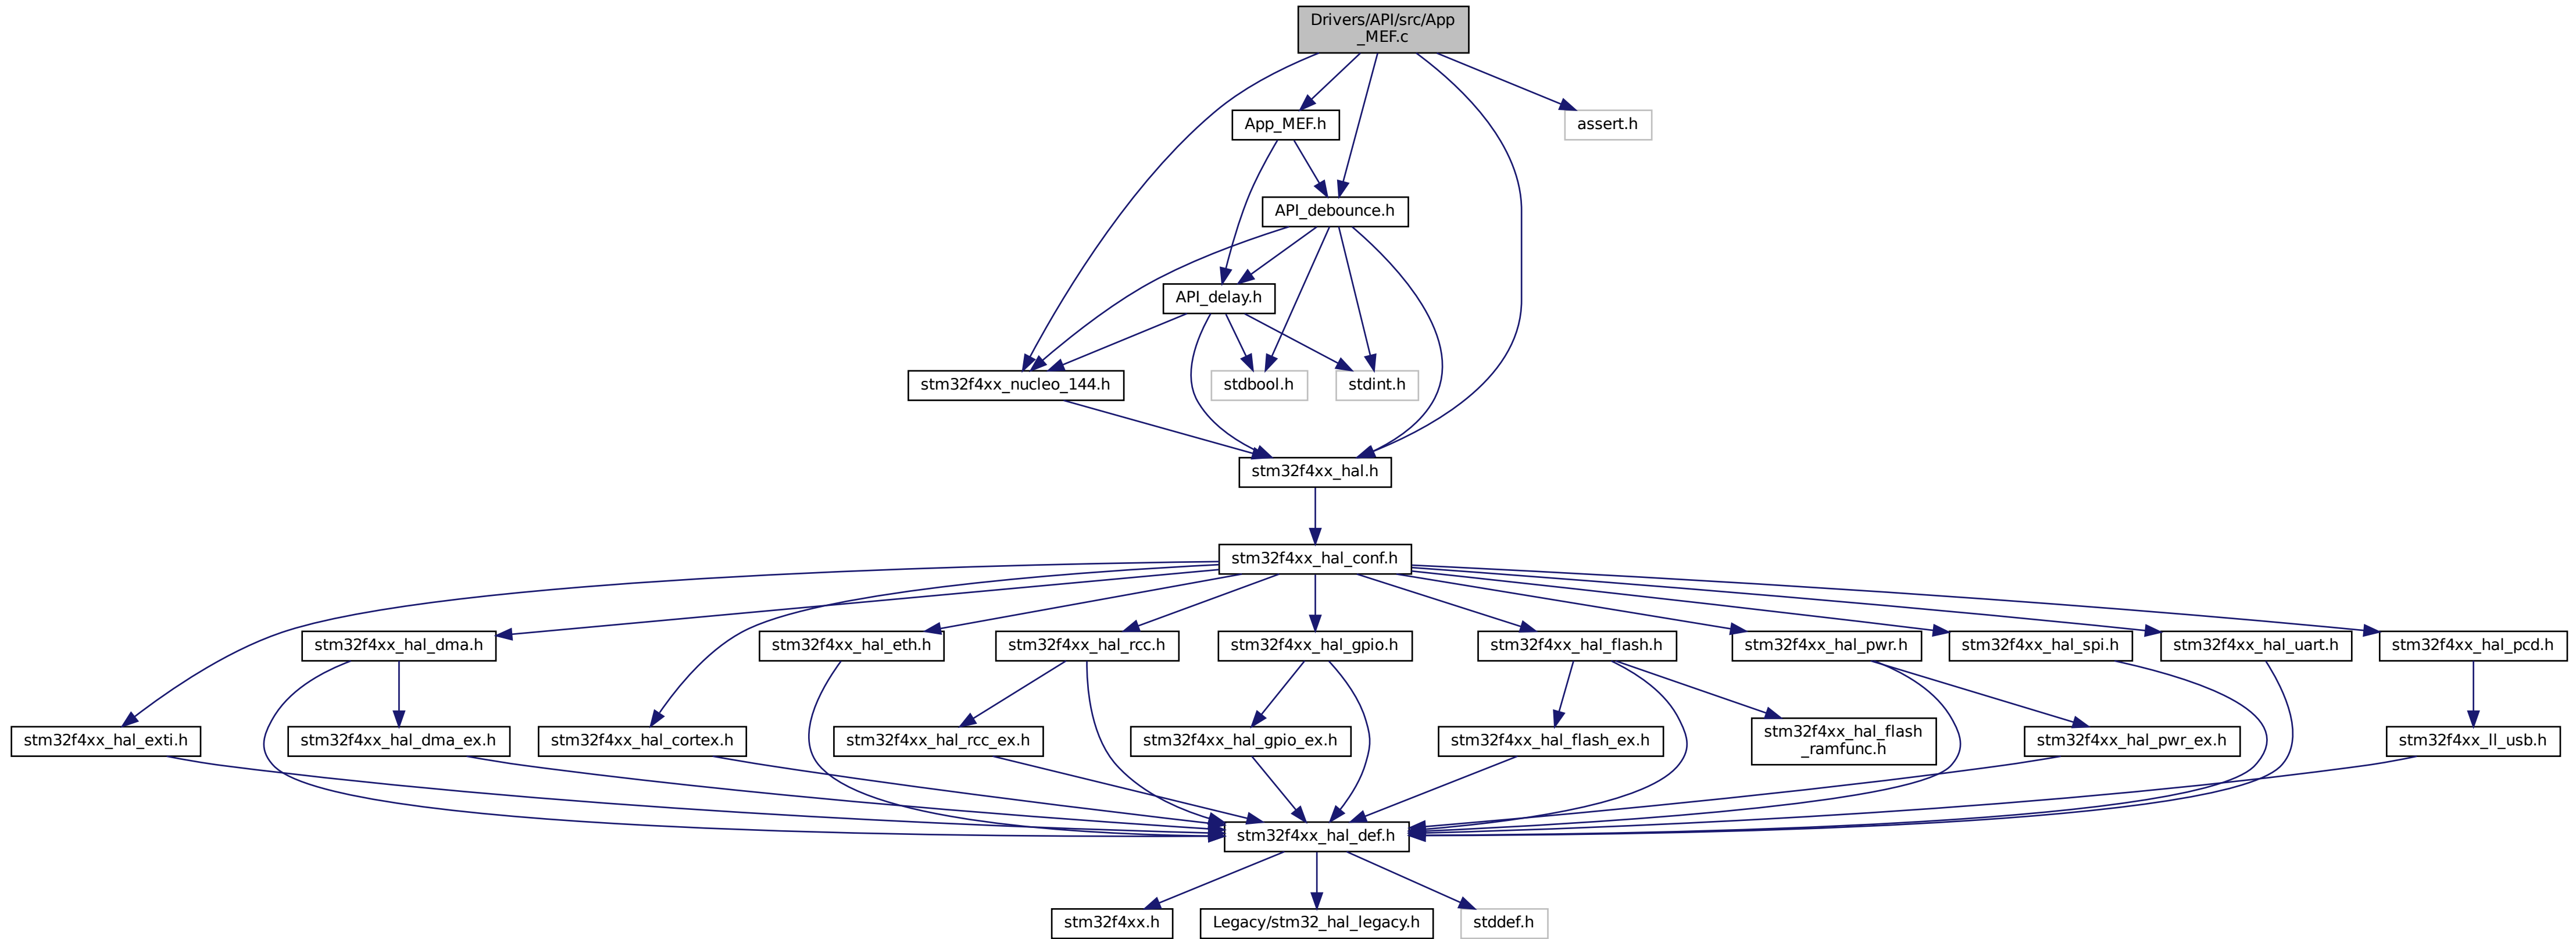 Drivers/API/src/App
_MEF.c
App_MEF.h
assert.h
API_debounce.h
API_delay.h
stm32f4xx_nucleo_144.h
stdbool.h
stdint.h
stm32f4xx_hal.h
stm32f4xx_hal_conf.h
stm32f4xx_hal_dma.h
stm32f4xx_hal_eth.h
stm32f4xx_hal_rcc.h
stm32f4xx_hal_gpio.h
stm32f4xx_hal_flash.h
stm32f4xx_hal_pwr.h
stm32f4xx_hal_spi.h
stm32f4xx_hal_uart.h
stm32f4xx_hal_pcd.h
stm32f4xx_hal_exti.h
stm32f4xx_hal_dma_ex.h
stm32f4xx_hal_cortex.h
stm32f4xx_hal_rcc_ex.h
stm32f4xx_hal_gpio_ex.h
stm32f4xx_hal_flash_ex.h
stm32f4xx_hal_flash
_ramfunc.h
stm32f4xx_hal_pwr_ex.h
stm32f4xx_ll_usb.h
stm32f4xx_hal_def.h
stm32f4xx.h
Legacy/stm32_hal_legacy.h
stddef.h